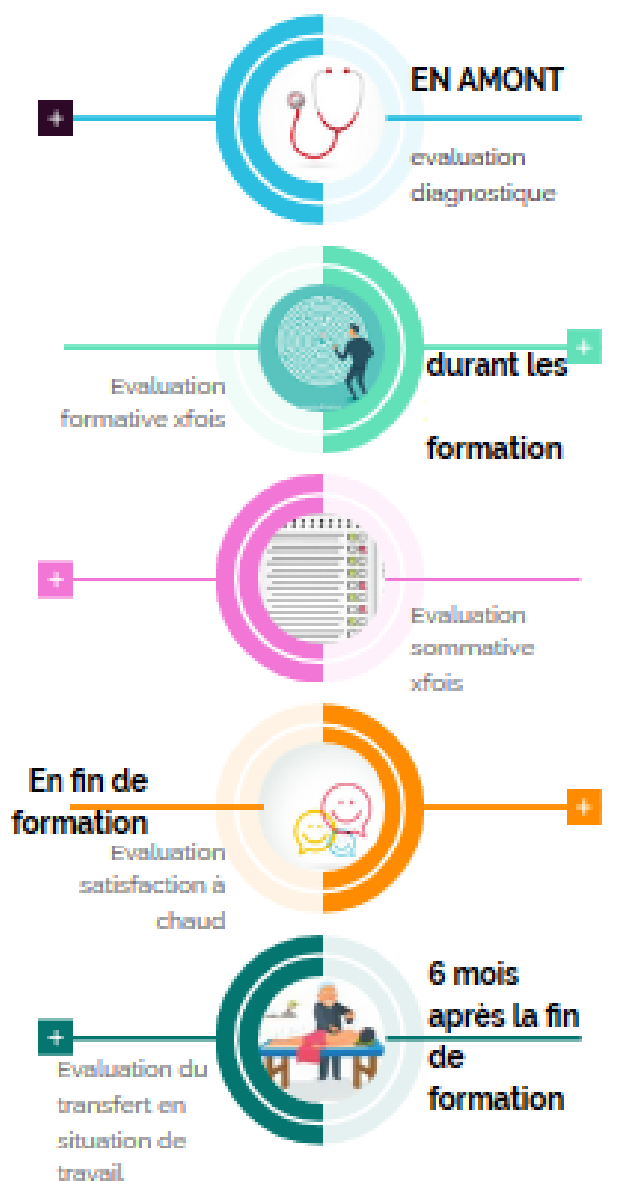 EN AMONT
+
evaluation
diagnostique
+
durant les
Evaluation
formative xfois
formation
+
Evaluation
sommative
xfois
En fin de
+
formation
Evaluation
satisfaction à
chaud
6 mois
après la fin
+
de
Evaluation du
formation
transfert en
situation de
travail